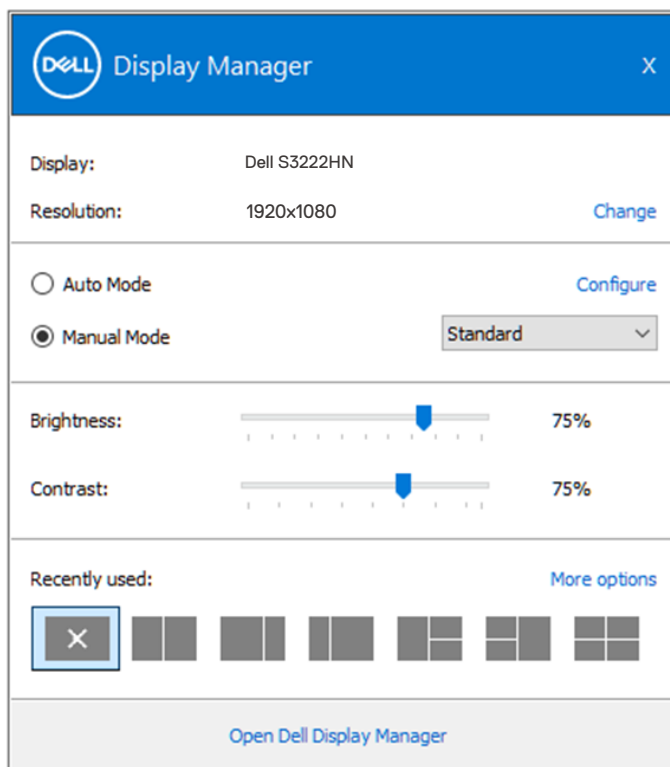 DELL Display Manager X
Display: Dell S3222HN
Resolution: 1920x1080 Change
Auto Mode Configure
Manual Mode Standard
Brightness: 75%
Contrast: 75%
Recently used: More options
Open Dell Display Manager